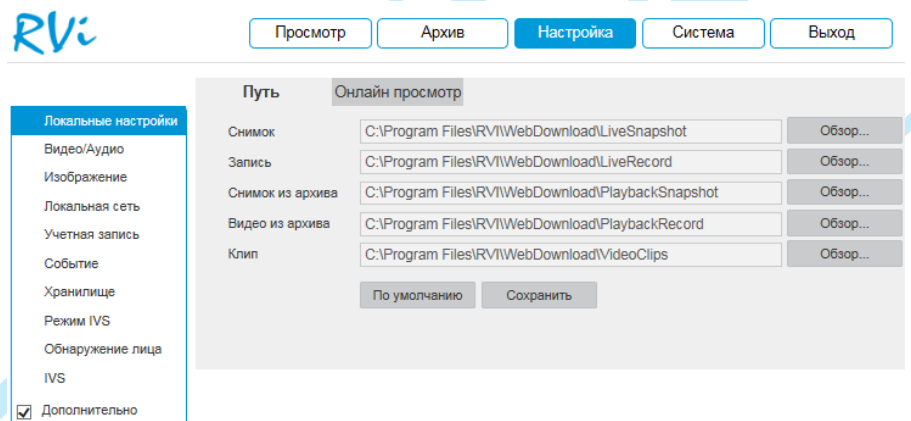 RVi
Просмотр Архив Настройка Система Выход
Путь Онлайн просмотр
Локальные настройки
Видео/Аудио
Изображение
Локальная сеть
Учетная запись
Событие
Хранилище
Режим IVS
Обнаружение лица
IVS
Дополнительно
Снимок C:\Program Files\RVI\WebDownload\LiveSnapshot Обзор...
Запись C:\Program Files\RVI\WebDownload\LiveRecord Обзор...
Снимок из архива C:\Program Files\RVI\WebDownload\PlaybackSnapshot Обзор...
Видео из архива C:\Program Files\RVI\WebDownload\PlaybackRecord Обзор...
Клип C:\Program Files\RVI\WebDownload\VideoClips Обзор...
По умолчанию Сохранить